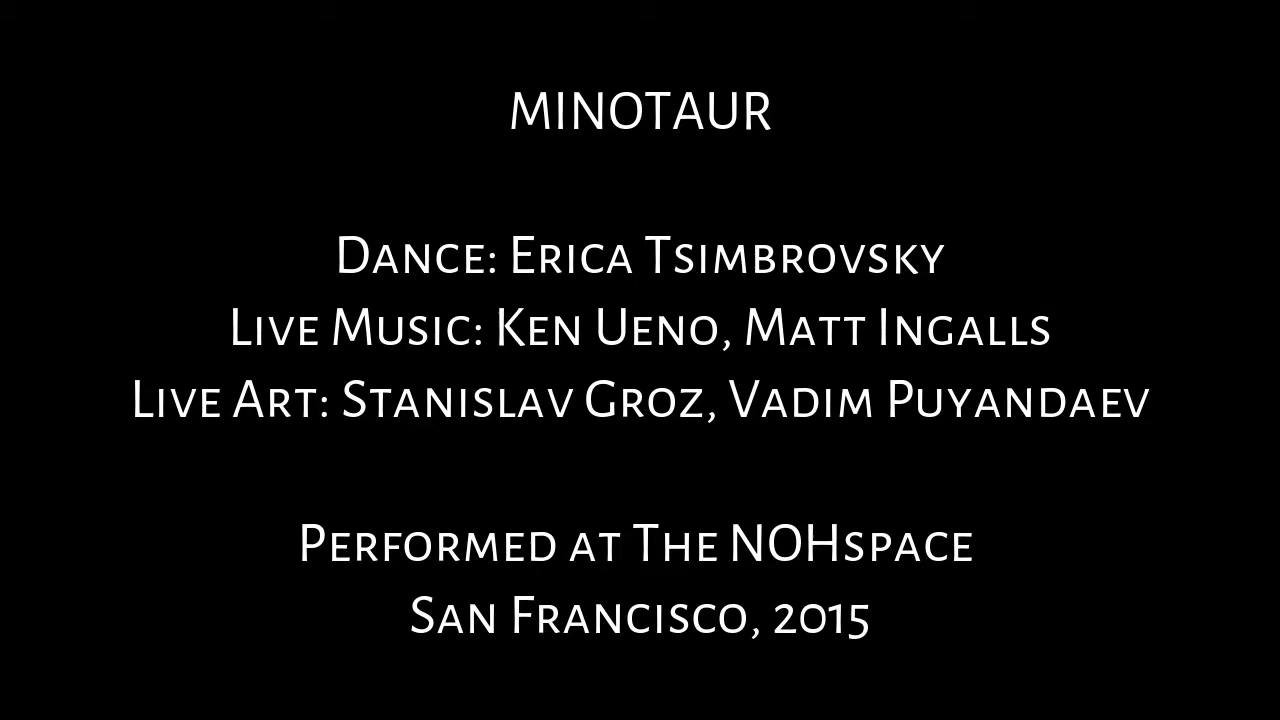 MINOTAUR
Dance: Erica Tsimbrovsky
Live Music: Ken Ueno, Matt Ingalls
Live Art: Stanislav Groz, Vadim Puyandaev
Performed at The NOHspace
San Francisco, 2015